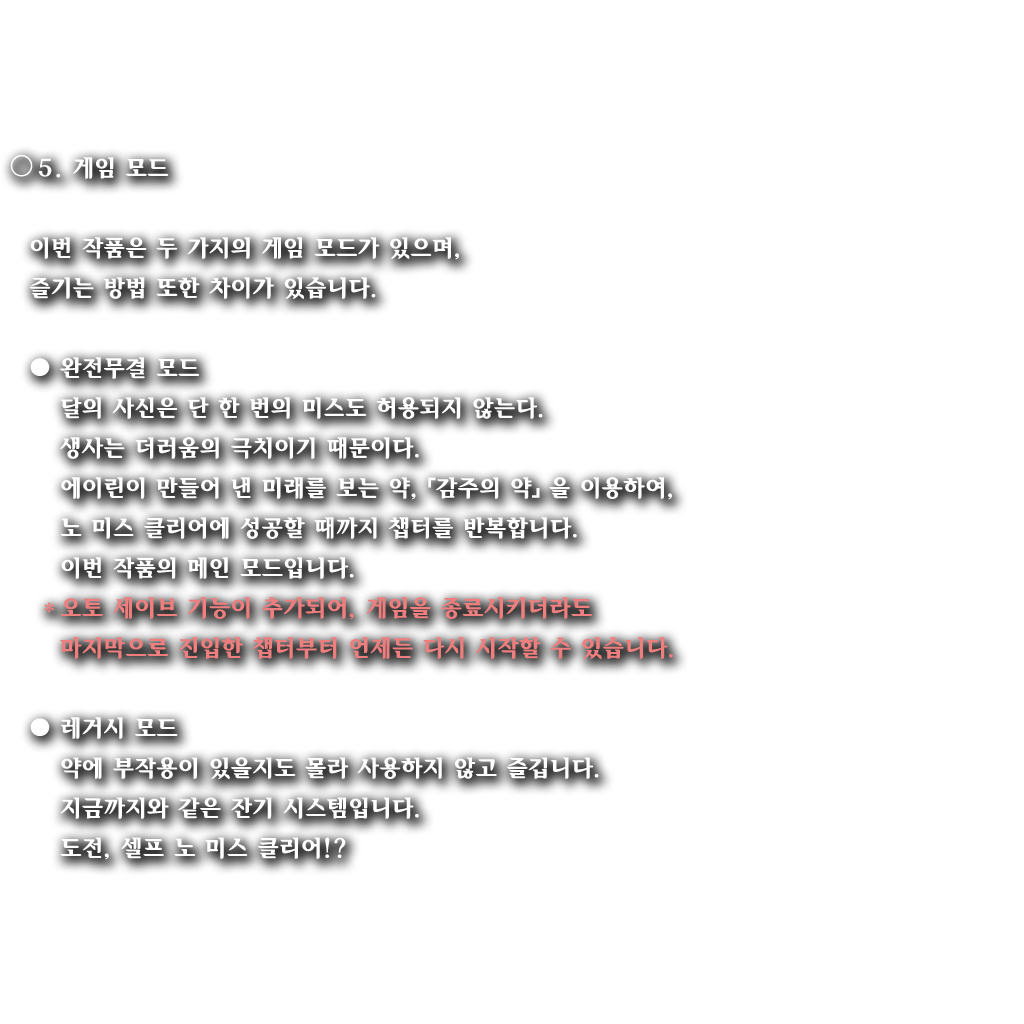 ○5. 게임 모드
이번 작품은 두 가지의 게임 모드가 있으며,
즐기는 방법 또한 차이가 있습니다.
● 완전무결 모드
달의 사신은 단 한 번의 미스도 허용되지 않는다.
생사는 더러움의 극치이기 때문이다.
에이린이 만들어 낸 미래를 보는 약, 「감주의 약」 을 이용하여,
노 미스 클리어에 성공할 때까지 챕터를 반복합니다.
이번 작품의 메인 모드입니다.
*오토 세이브 기능이 추가되어, 게임을 종료시키더라도
마지막으로 진입한 챕터부터 언제든 다시 시작할 수 있습니다.
● 레거시 모드
약에 부작용이 있을지도 몰라 사용하지 않고 즐깁니다.
지금까지와 같은 잔기 시스템입니다.
도전, 셀프 노 미스 클리어!?